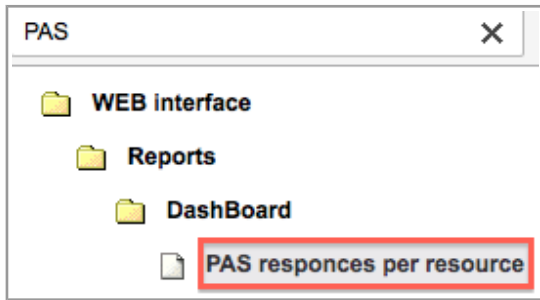 PAS
WEB interface
Reports
DashBoard
PAS responces per resource